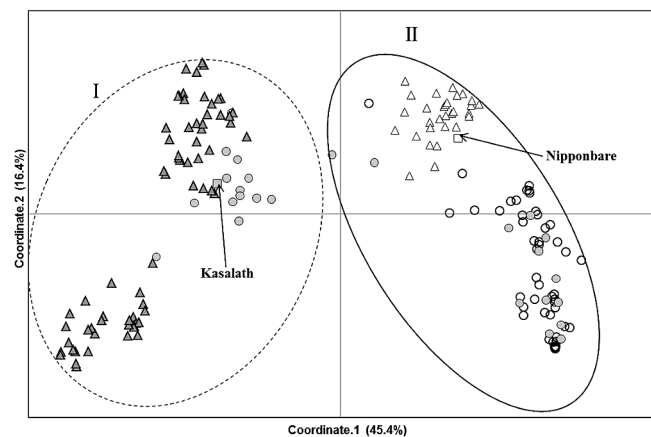 I
II
Nipponbare
Kasalath
Coordinate.2 (16.4%)
Coordinate.1 (45.4%)